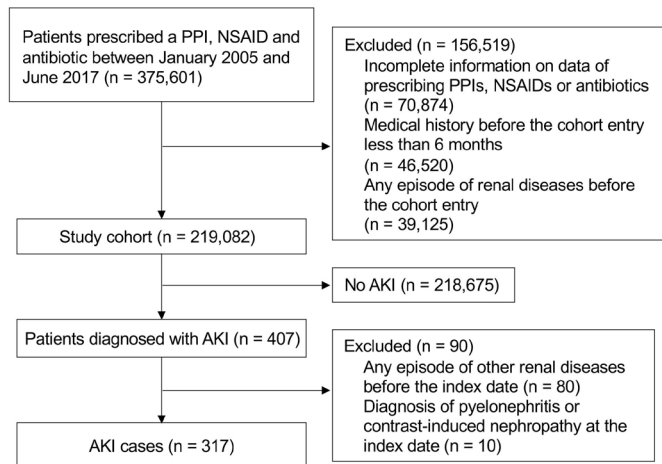 Patients prescribed a PPI, NSAID and
antibiotic between January 2005 and
June 2017 (n = 375,601)
Excluded (n = 156,519)
Incomplete information on data of
prescribing PPIs, NSAIDs or antibiotics
(n = 70,874)
Medical history before the cohort entry
less than 6 months
(n = 46,520)
Any episode of renal diseases before
the cohort entry
(n = 39,125)
Study cohort (n = 219,082)
No AKI (n = 218,675)
Patients diagnosed with AKI (n = 407)
Excluded (n = 90)
Any episode of other renal diseases
before the index date (n = 80)
Diagnosis of pyelonephritis or
contrast-induced nephropathy at the
index date (n = 10)
AKI cases (n = 317)